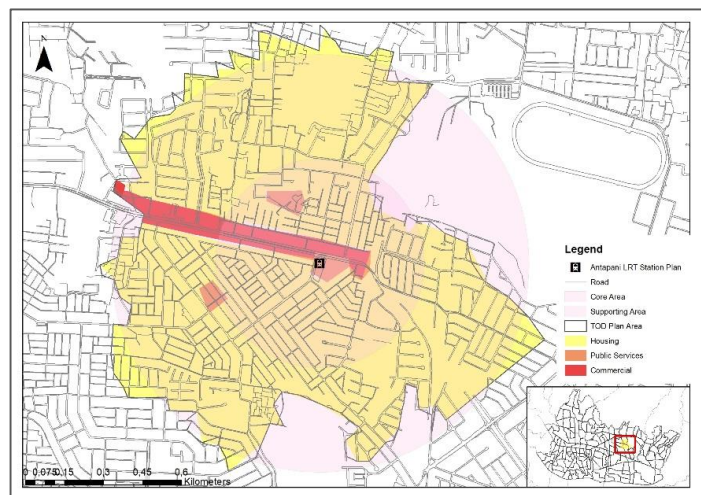 N
Legend
Antapani LRT Station Plan
Road
Core Area
Supporting Area
TOD Plan Area
Housing
Public Services
Commercial
0 0.075 0.15 0.3 0.45 0.6
Kilometers